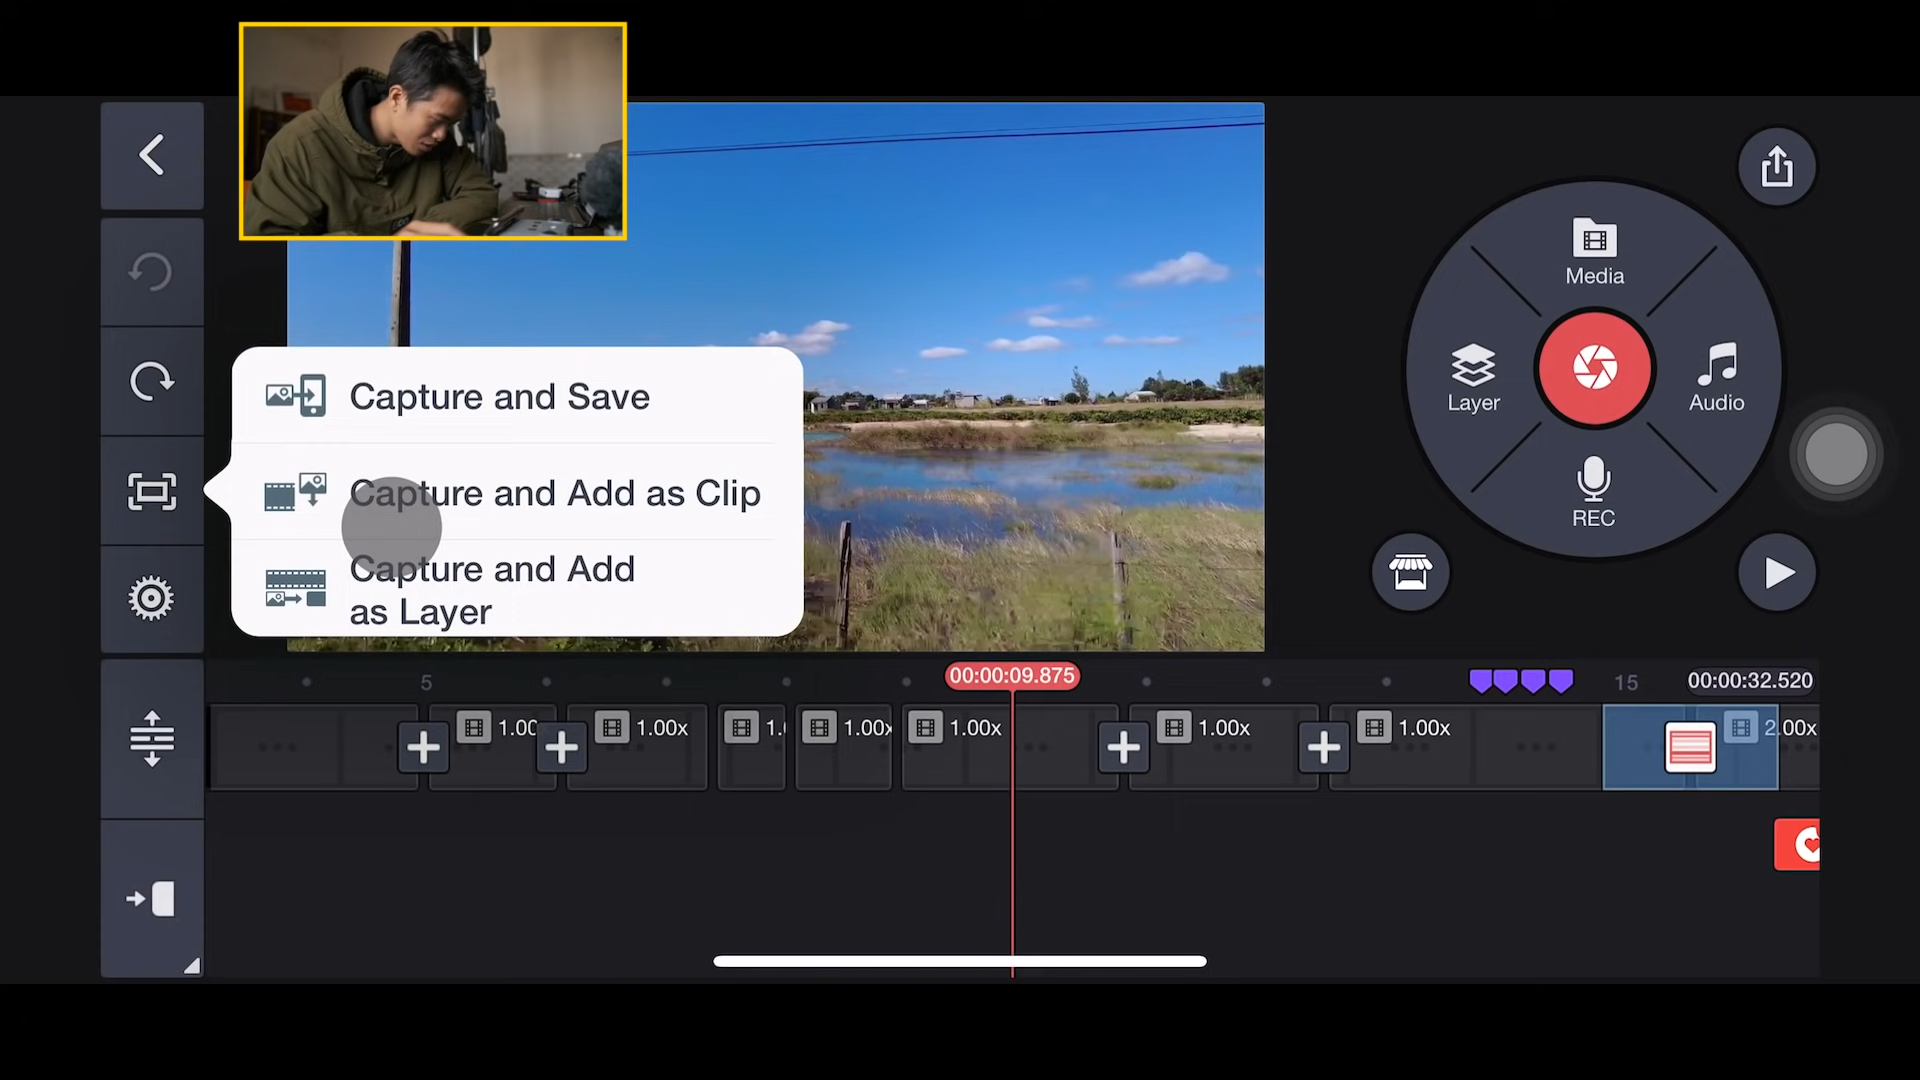 Media
Layer
Audio
REC
Capture and Save
Capture and Add as Clip
Capture and Add
as Layer
5
00:00:09.875
15
00:00:32.520
1.00
1.00x
1.
1.00x
1.00x
1.00x
1.00x
2.00x